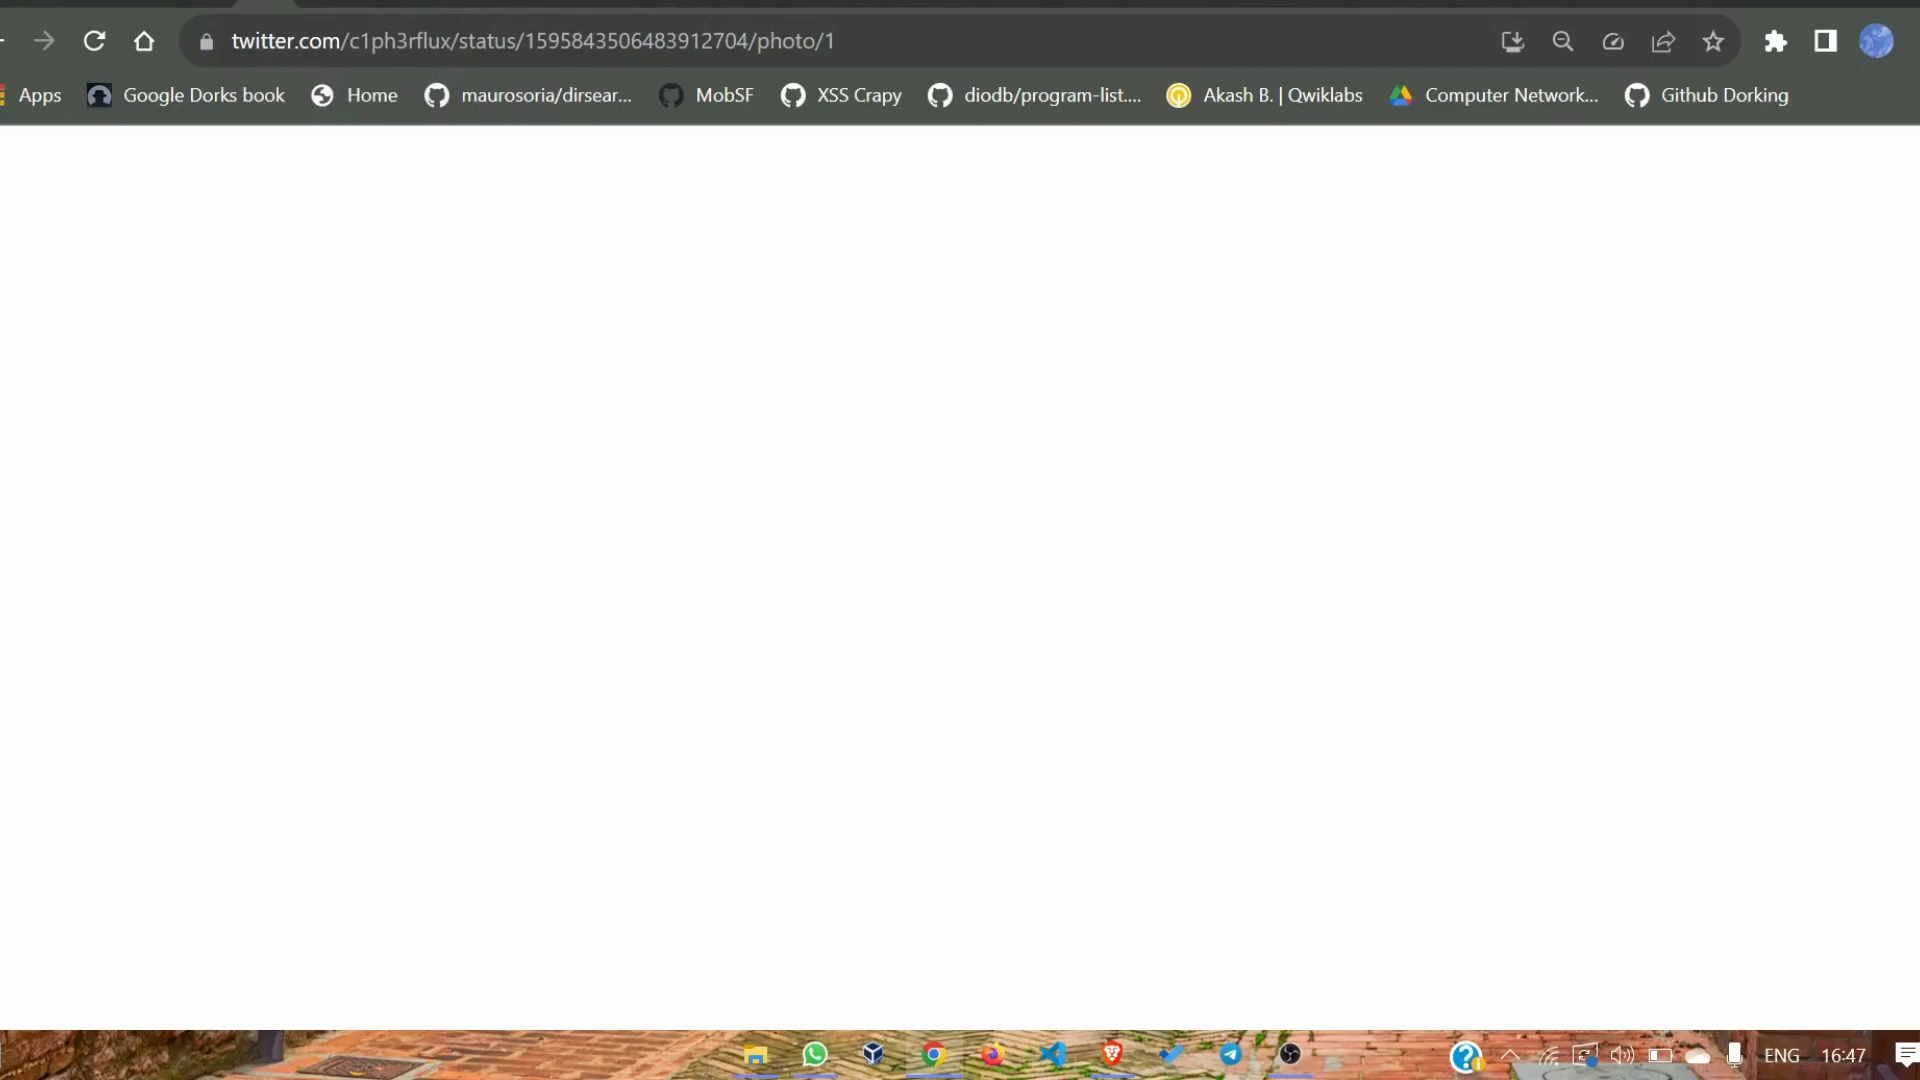 twitter.com/c1ph3rflux/status/1595843506483912704/photo/1
Apps Google Dorks book Home maurosoria/dirsear... MobSF XSS Crapy diodb/program-list.... Akash B. | Qwiklabs Computer Network... Github Dorking
ENG 16:47